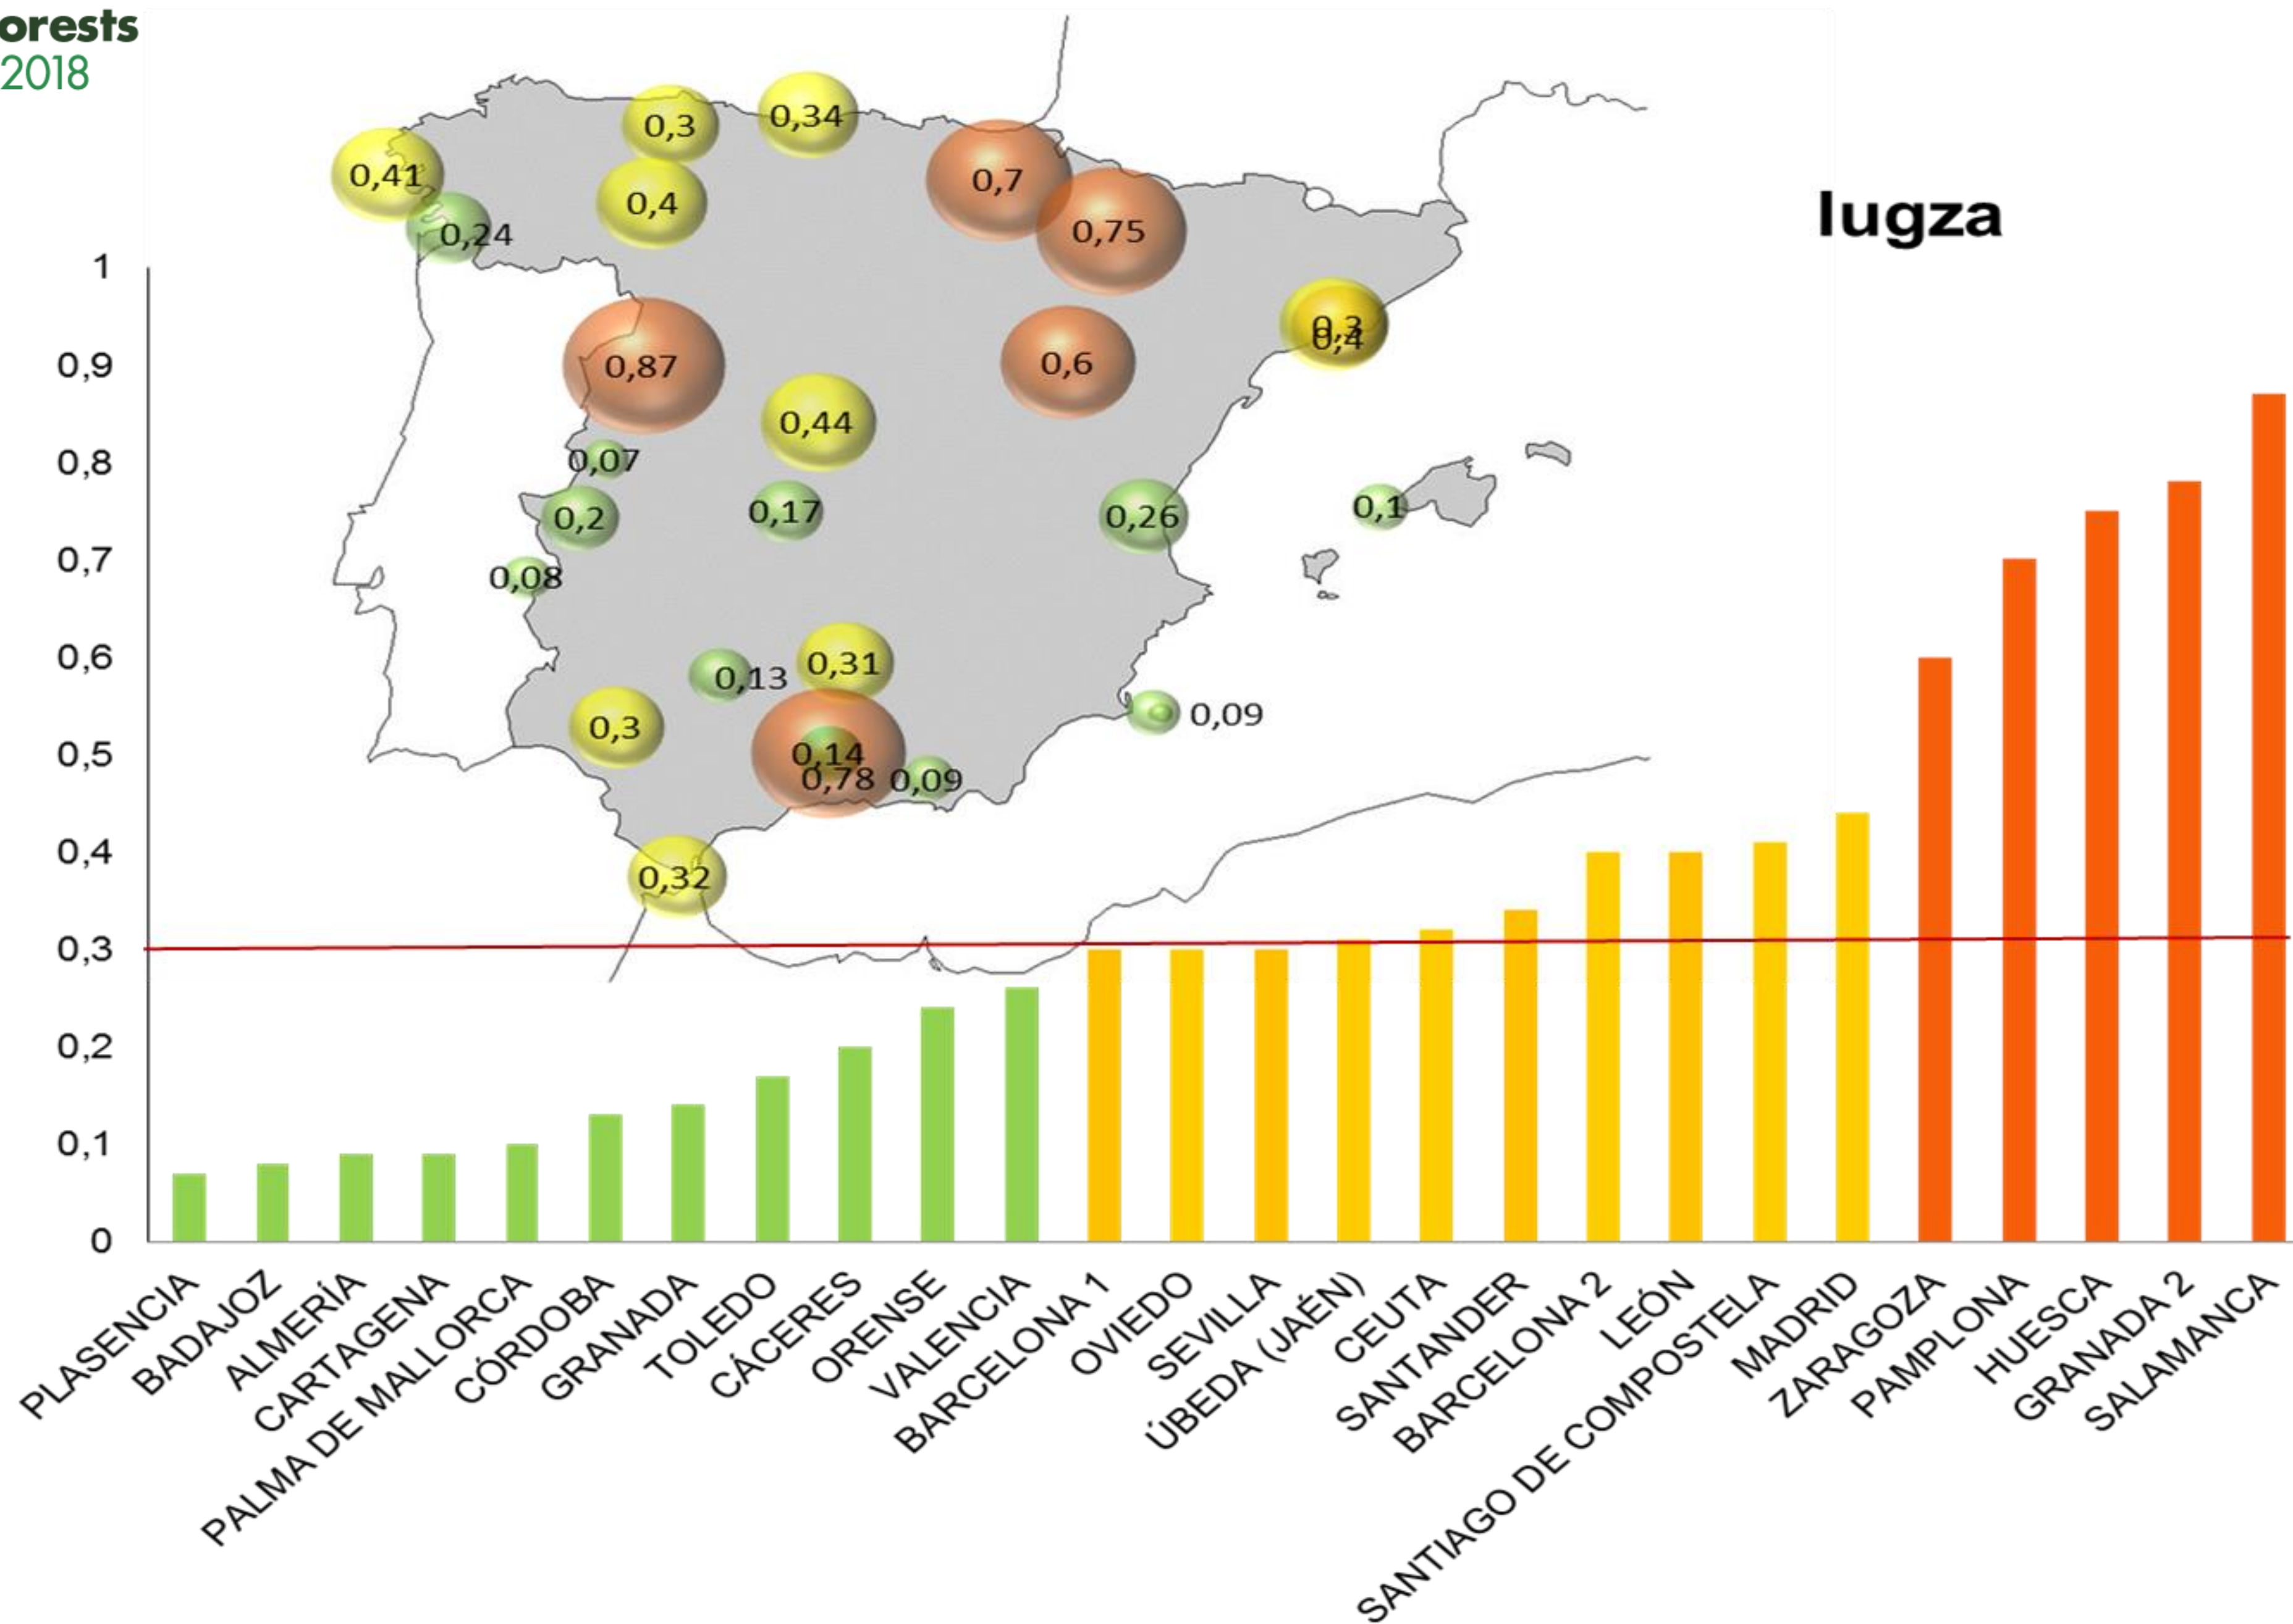 orests
2018
Iugza
0,3
0,34
0,41
0,4
0,24
0,7
0,75
0,3
0,4
0,87
0,6
0,44
0,07
0,2
0,17
0,26
0,1
0,08
0,13
0,31
0,3
0,14
0,78
0,09
0,09
0,32
1
0,9
0,8
0,7
0,6
0,5
0,4
0,3
0,2
0,1
0
PLASENCIA
BADAJOZ
ALMERÍA
CARTAGENA
PALMA DE MALLORCA
CÓRDOBA
GRANADA
TOLEDO
CÁCERES
ORENSE
VALENCIA
BARCELONA 1
OVIEDO
SEVILLA
ÚBEDA (JAÉN)
CEUTA
SANTANDER
BARCELONA 2
LEÓN
SANTIAGO DE COMPOSTELA
MADRID
ZARAGOZA
PAMPLONA
HUESCA
GRANADA 2
SALAMANCA